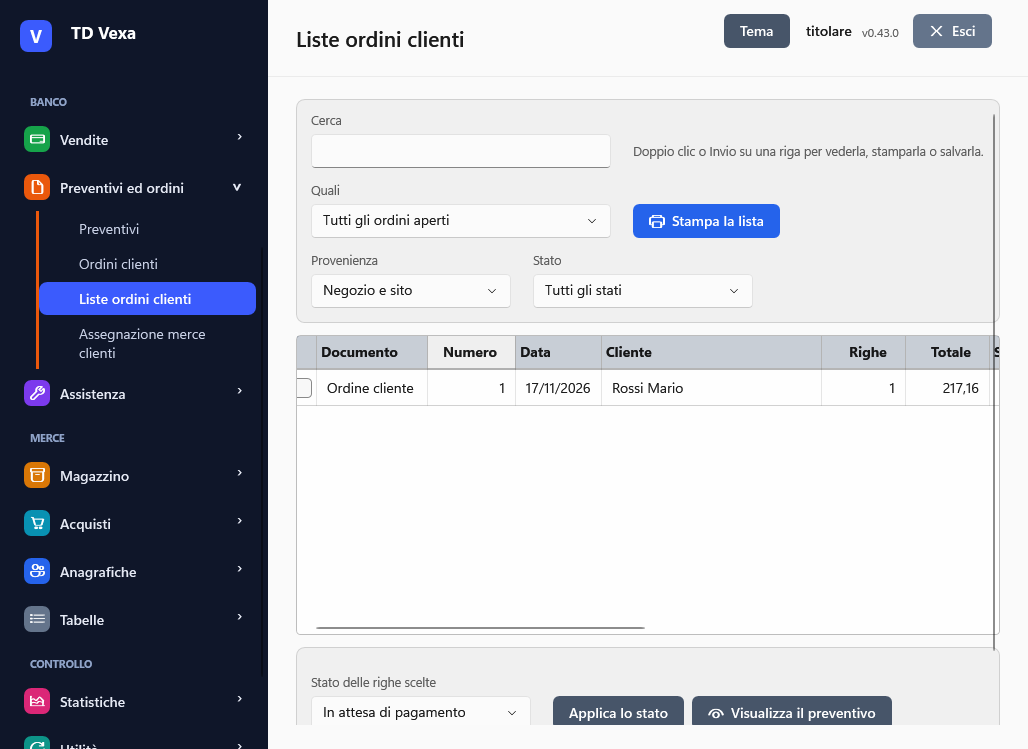 V TD Vexa
BANCO
Vendite
Preventivi ed ordini
Preventivi
Ordini clienti
Liste ordini clienti
Assegnazione merce
clienti
Assistenza
MERCE
Magazzino
Acquisti
Anagrafiche
Tabelle
CONTROLLO
Statistiche
Utilità
Liste ordini clienti
Tema titolare v0.43.0 Esci
Cerca
Doppio clic o Invio su una riga per vederla, stamparla o salvarla.
Quali
Tutti gli ordini aperti Stampa la lista
Provenienza Stato
Negozio e sito Tutti gli stati
Documento Numero Data Cliente Righe Totale
Ordine cliente 1 17/11/2026 Rossi Mario 1 217,16
Stato delle righe scelte
In attesa di pagamento Applica lo stato Visualizza il preventivo